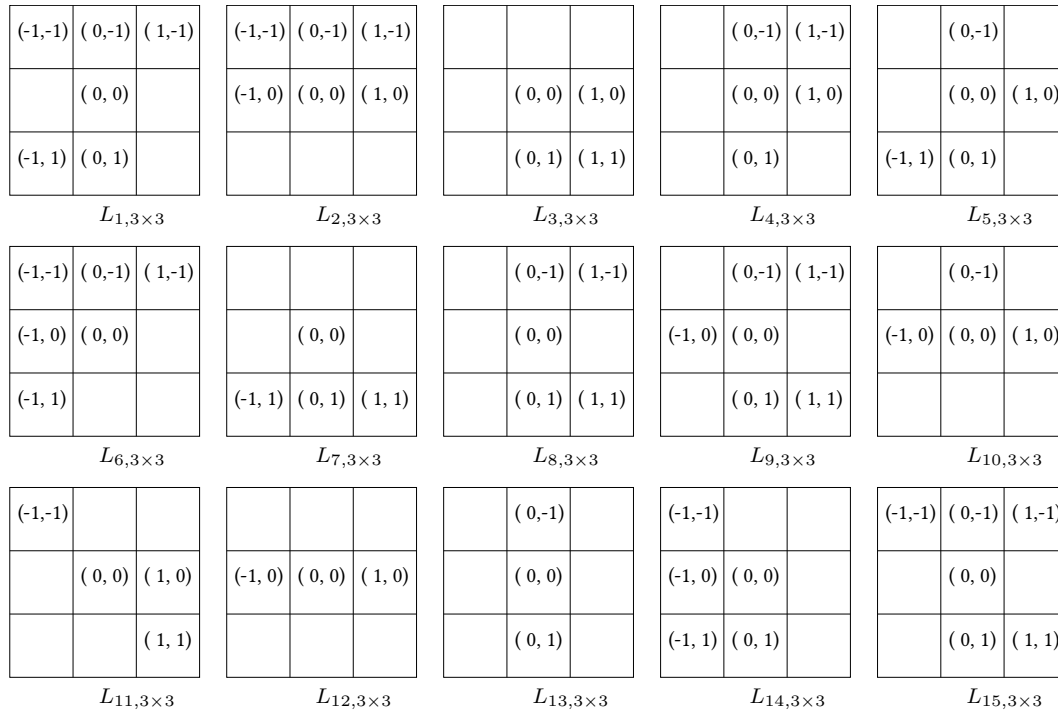 (-1,-1) ( 0,-1) ( 1,-1) (-1,-1) ( 0,-1) ( 1,-1) ( 0,-1) ( 1,-1) ( 0,-1)
( 0, 0) (-1, 0) ( 0, 0) ( 1, 0) ( 0, 0) ( 1, 0) ( 0, 0) ( 1, 0) ( 0, 0) ( 1, 0)
(-1, 1) ( 0, 1) ( 0, 1) ( 1, 1) ( 0, 1) (-1, 1) ( 0, 1)
L1,3×3 L2,3×3 L3,3×3 L4,3×3 L5,3×3
(-1,-1) ( 0,-1) ( 1,-1) ( 0,-1) ( 1,-1) ( 0,-1) ( 1,-1) ( 0,-1)
(-1, 0) ( 0, 0) ( 0, 0) ( 0, 0) (-1, 0) ( 0, 0) (-1, 0) ( 0, 0) ( 1, 0)
(-1, 1) (-1, 1) ( 0, 1) ( 1, 1) ( 0, 1) ( 1, 1) ( 0, 1) ( 1, 1)
L6,3×3 L7,3×3 L8,3×3 L9,3×3 L10,3×3
(-1,-1) ( 0,-1) (-1,-1) (-1,-1) ( 0,-1) ( 1,-1)
( 0, 0) ( 1, 0) (-1, 0) ( 0, 0) ( 1, 0) ( 0, 0) (-1, 0) ( 0, 0) ( 0, 0)
( 1, 1) ( 0, 1) (-1, 1) ( 0, 1) ( 0, 1) ( 1, 1)
L11,3×3 L12,3×3 L13,3×3 L14,3×3 L15,3×3